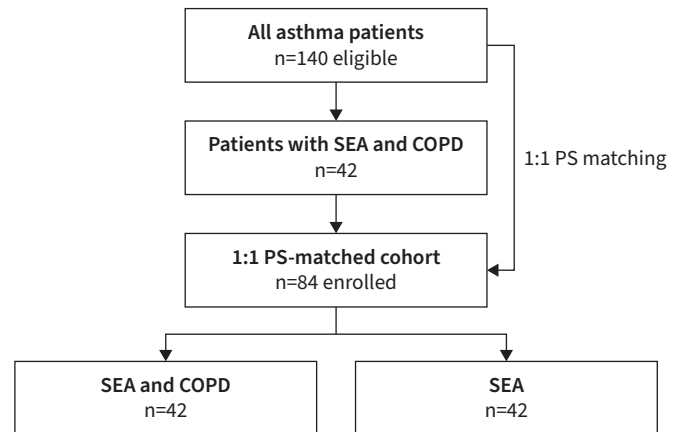 All asthma patients
n=140 eligible
Patients with SEA and COPD
n=42
1:1 PS matching
1:1 PS-matched cohort
n=84 enrolled
SEA and COPD
n=42
SEA
n=42